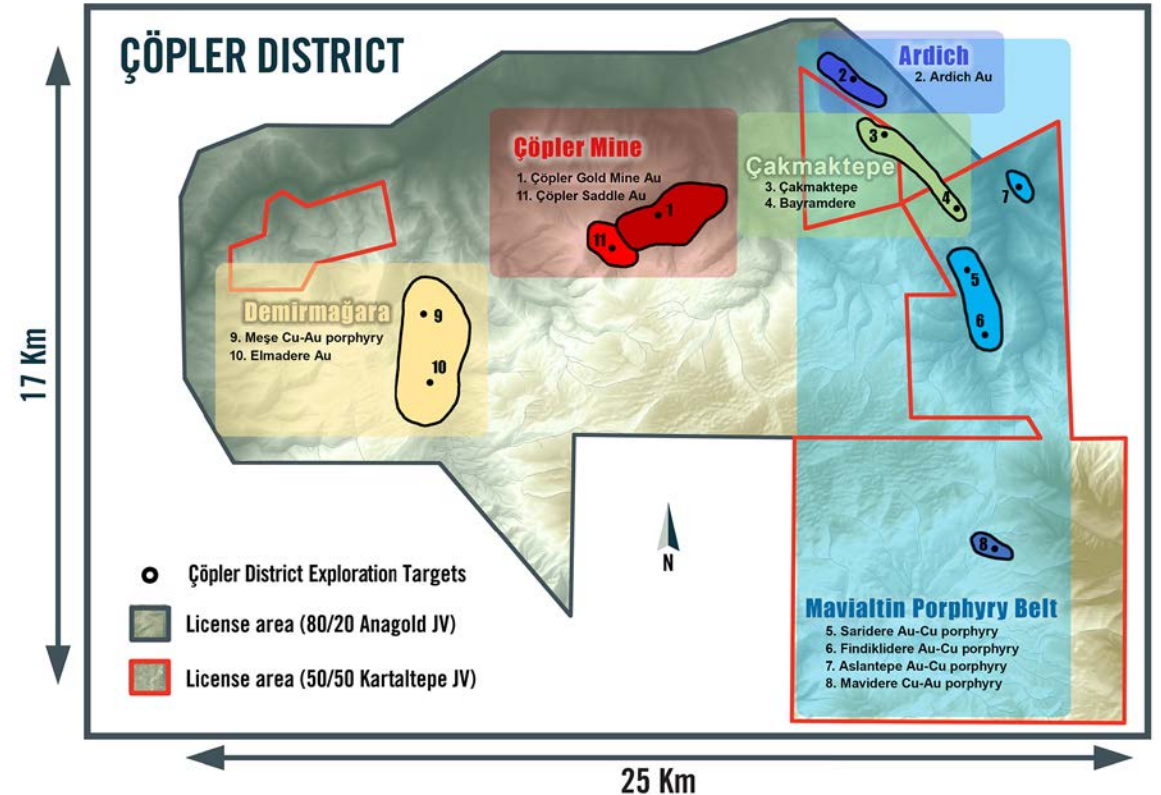 ÇÖPLER DISTRICT
Ardich
2. Ardich Au
2
Çöpler Mine
1. Çöpler Gold Mine Au
11. Çöpler Saddle Au
1
11
Çakmaktepe
3. Çakmaktepe
4. Bayramdere
3
4
7
5
6
Demirmağara
9. Meşe Cu-Au porphyry
10. Elmadere Au
9
10
17 Km
N
8
Mavialtin Porphyry Belt
5. Saridere Au-Cu porphyry
6. Findiklidere Au-Cu porphyry
7. Aslantepe Au-Cu porphyry
8. Mavidere Cu-Au porphyry
Çöpler District Exploration Targets
License area (80/20 Anagold JV)
License area (50/50 Kartaltepe JV)
25 Km